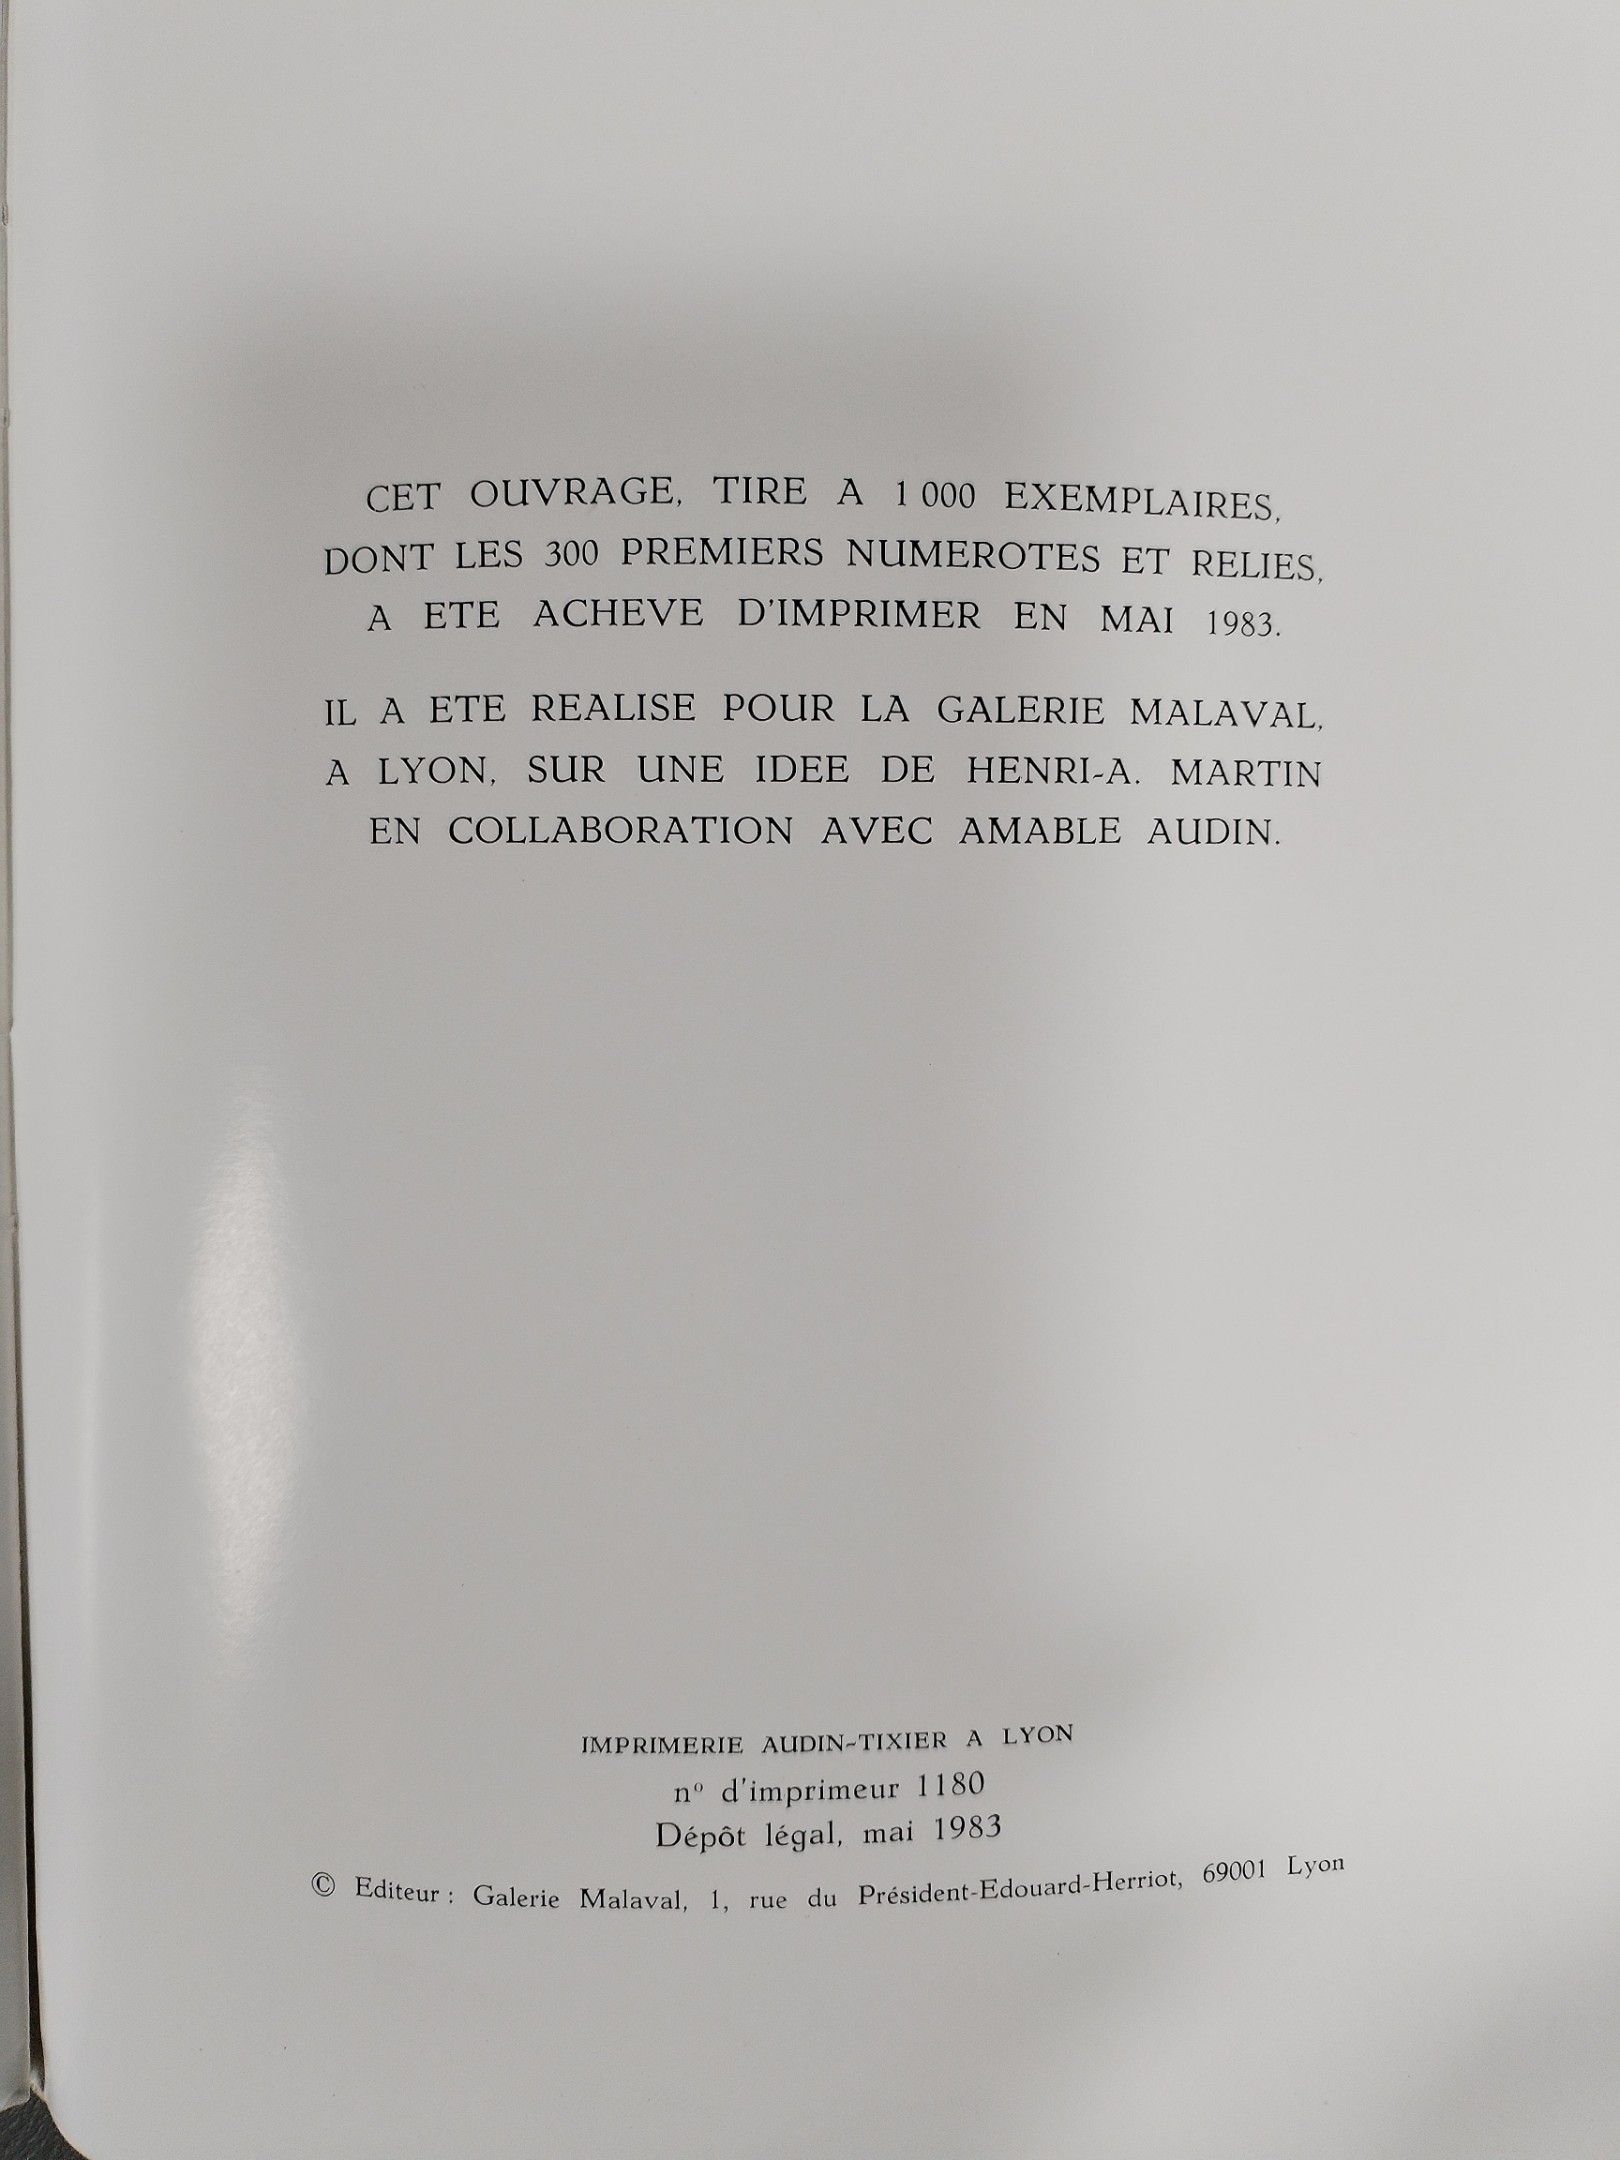 CET OUVRAGE, TIRE A 1 000 EXEMPLAIRES,
DONT LES 300 PREMIERS NUMEROTES ET RELIES,
A ETE ACHEVE D'IMPRIMER EN MAI 1983.
IL A ETE REALISE POUR LA GALERIE MALAVAL,
A LYON, SUR UNE IDEE DE HENRI-A. MARTIN
EN COLLABORATION AVEC AMABLE AUDIN.
IMPRIMERIE AUDIN-TIXIER A LYON
nº d'imprimeur 1180
Dépôt légal, mai 1983
© Editeur : Galerie Malaval, 1, rue du Président-Edouard-Herriot, 69001 Lyon